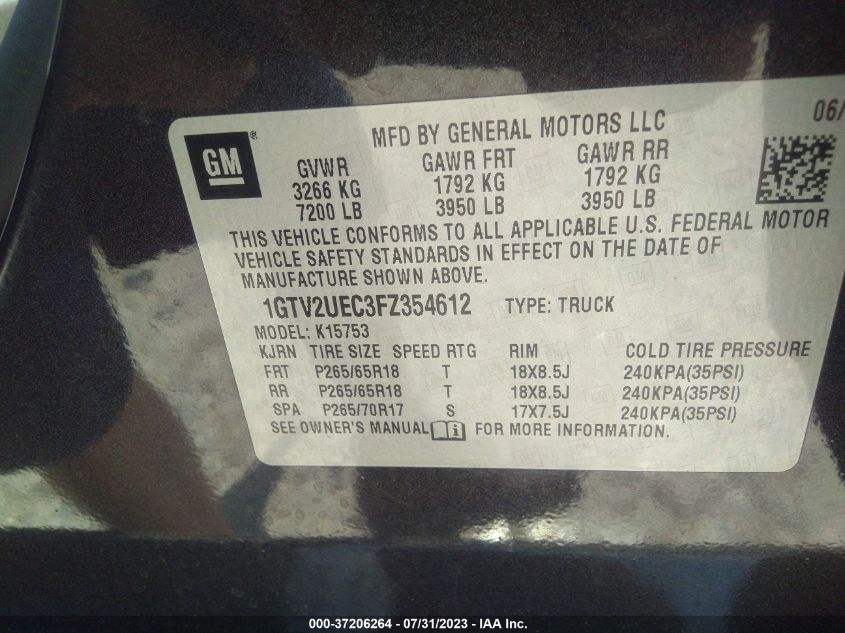 06/
MFD BY GENERAL MOTORS LLC
GM®
GVWR GAWR FRT GAWR RR
3266 KG 1792 KG 1792 KG
7200 LB 3950 LB 3950 LB
THIS VEHICLE CONFORMS TO ALL APPLICABLE U.S. FEDERAL MOTOR
VEHICLE SAFETY STANDARDS IN EFFECT ON THE DATE OF
MANUFACTURE SHOWN ABOVE.
1GTV2UEC3FZ354612 TYPE: TRUCK
MODEL: K15753
KJRN TIRE SIZE SPEED RTG RIM COLD TIRE PRESSURE
FRT P265/65R18 T 18X8.5J 240KPA(35PSI)
RR P265/65R18 T 18X8.5J 240KPA(35PSI)
SPA P265/70R17 S 17X7.5J 240KPA(35PSI)
SEE OWNER'S MANUAL i FOR MORE INFORMATION.
000-37206264 - 07/31/2023 - IAA Inc.